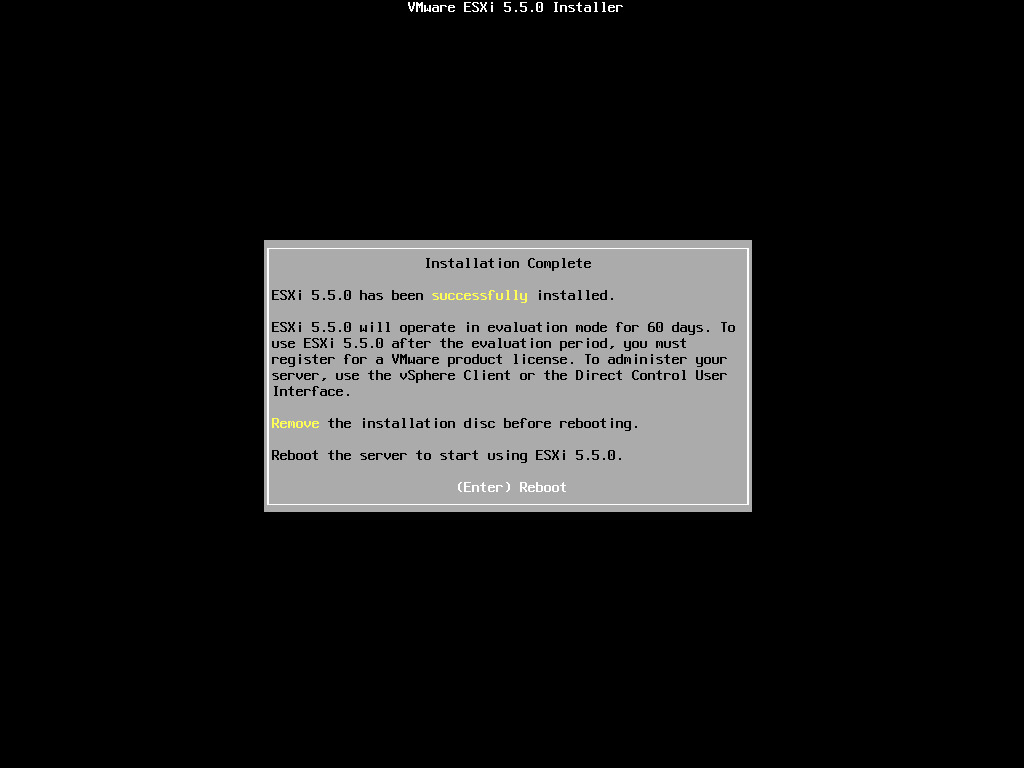 VMware ESXi 5.5.0 Installer
Installation Complete
ESXi 5.5.0 has been successfully installed.
ESXi 5.5.0 will operate in evaluation mode for 60 days. To
use ESXi 5.5.0 after the evaluation period, you must
register for a VMware product license. To administer your
server, use the vSphere Client or the Direct Control User
Interface.
Remove the installation disc before rebooting.
Reboot the server to start using ESXi 5.5.0.
(Enter) Reboot